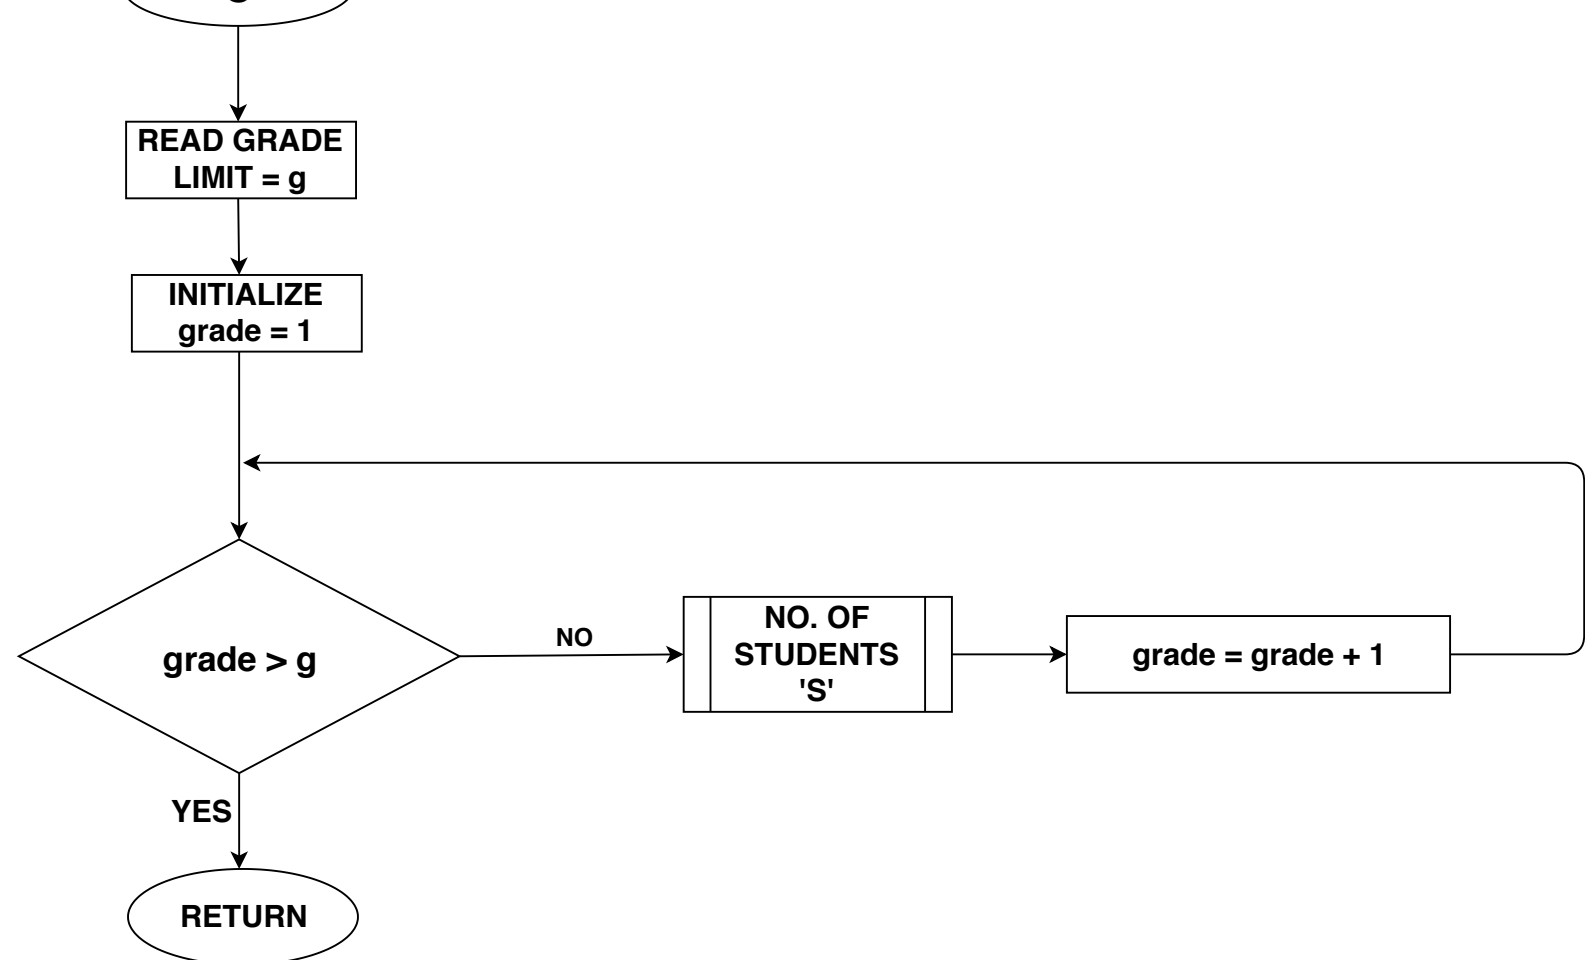 READ GRADE
LIMIT = g
INITIALIZE
grade = 1
grade > g
NO
NO. OF
STUDENTS
'S'
grade = grade + 1
YES
RETURN